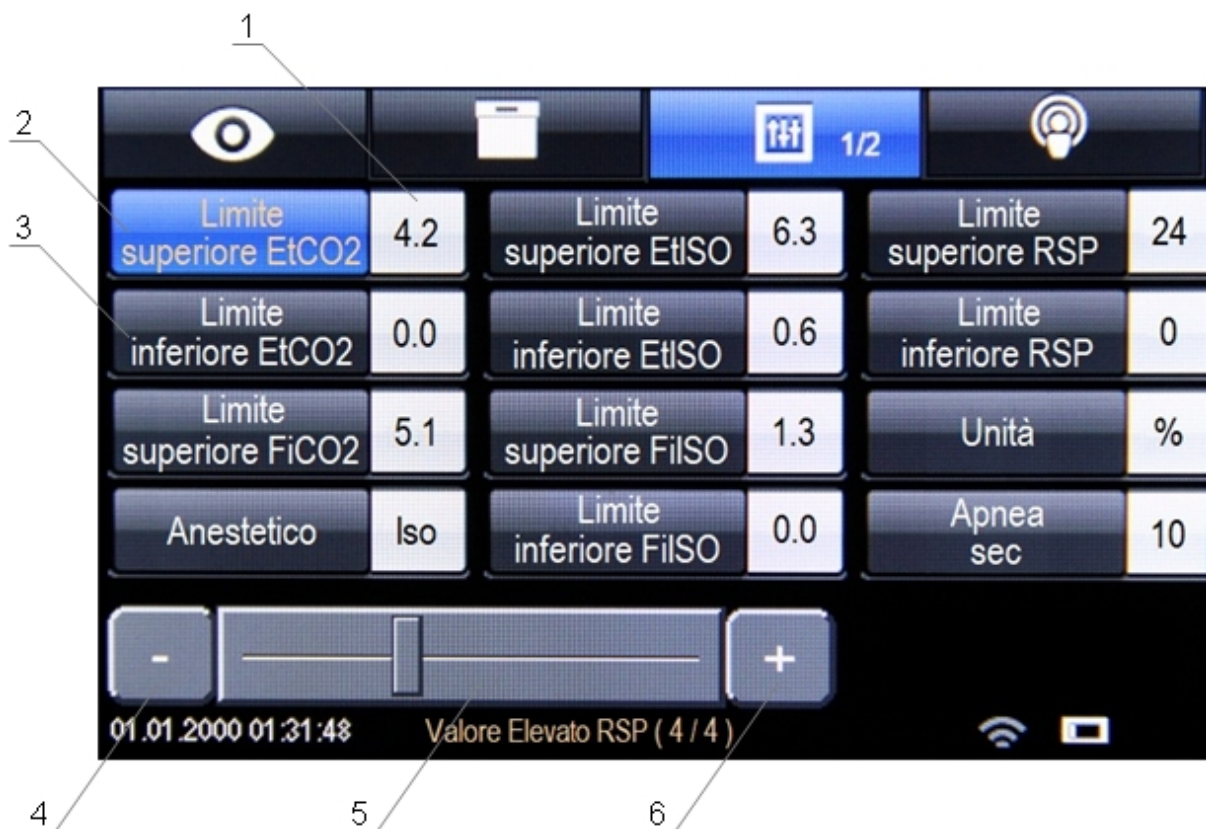 1
2
3
1/2
Limite
superiore EtCO2
4.2
Limite
superiore EtISO
6.3
Limite
superiore RSP
24
Limite
inferiore EtCO2
0.0
Limite
inferiore EtISO
0.6
Limite
inferiore RSP
0
Limite
superiore FiCO2
5.1
Limite
superiore FiISO
1.3
Unità
%
Anestetico
Iso
Limite
inferiore FiISO
0.0
Apnea
sec
10
-
+
01.01.2000 01:31:48
Valore Elevato RSP ( 4 / 4 )
4
5
6